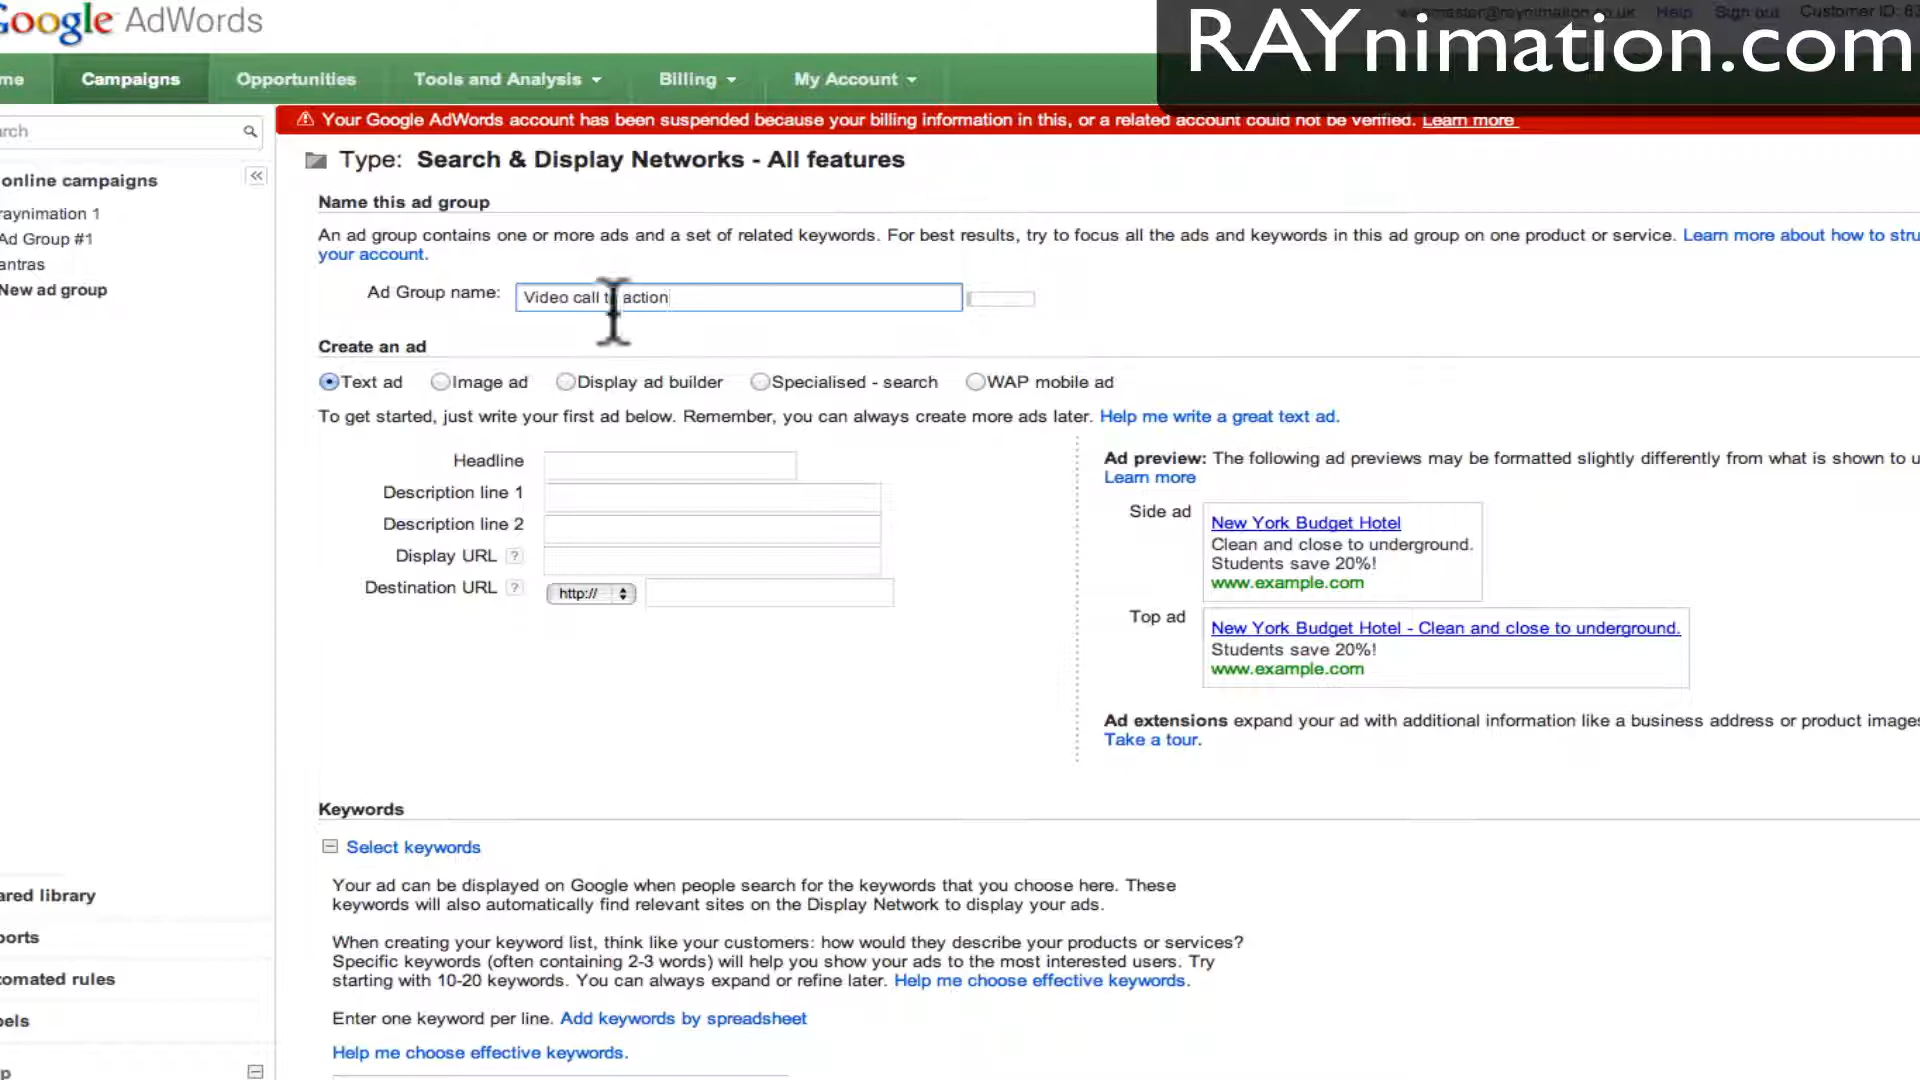 Google AdWords
Help Sign out Customer ID:
RAYnimation.com
me Campaigns Opportunities Tools and Analysis Billing My Account
rch
Your Google AdWords account has been suspended because your billing information in this, or a related account could not be verified. Learn more
Type: Search & Display Networks - All features
online campaigns
raynimation 1
Ad Group #1
antras
New ad group
Name this ad group
An ad group contains one or more ads and a set of related keywords. For best results, try to focus all the ads and keywords in this ad group on one product or service. Learn more about how to stru
your account.
Ad Group name: Video call t action
Create an ad
Text ad Image ad Display ad builder Specialised - search WAP mobile ad
To get started, just write your first ad below. Remember, you can always create more ads later. Help me write a great text ad.
Headline
Description line 1
Description line 2
Display URL ?
Destination URL ? http://
Ad preview: The following ad previews may be formatted slightly differently from what is shown to u
Learn more
Side ad
New York Budget Hotel
Clean and close to underground.
Students save 20%!
www.example.com
Top ad
New York Budget Hotel - Clean and close to underground.
Students save 20%!
www.example.com
Ad extensions expand your ad with additional information like a business address or product images
Take a tour.
Keywords
Select keywords
Your ad can be displayed on Google when people search for the keywords that you choose here. These
keywords will also automatically find relevant sites on the Display Network to display your ads.
When creating your keyword list, think like your customers: how would they describe your products or services?
Specific keywords (often containing 2-3 words) will help you show your ads to the most interested users. Try
starting with 10-20 keywords. You can always expand or refine later. Help me choose effective keywords.
Enter one keyword per line. Add keywords by spreadsheet
Help me choose effective keywords.
ared library
ports
tomated rules
bels
p